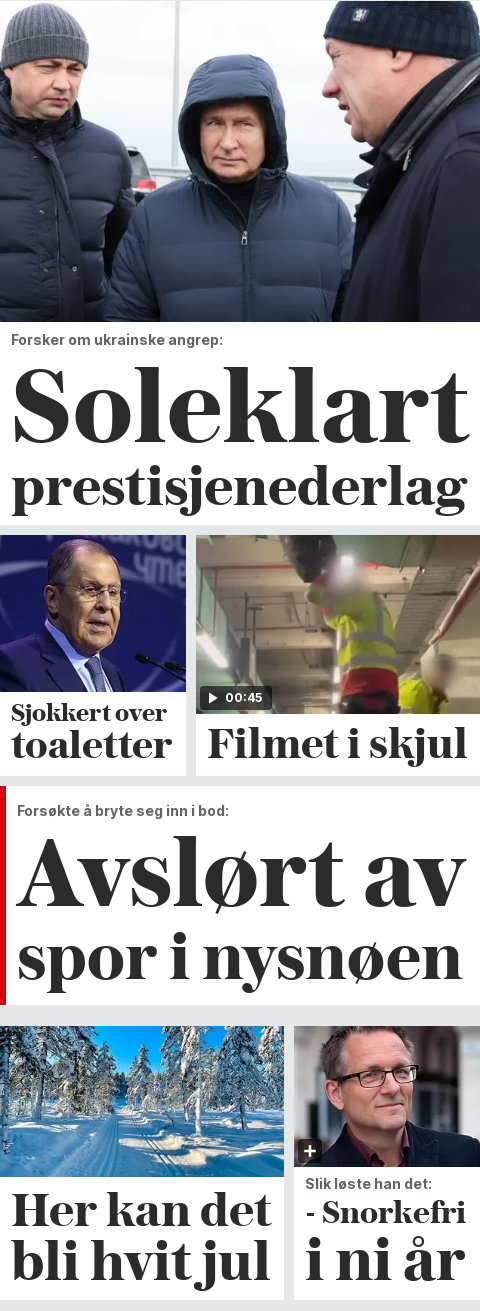 Forsker om ukrainske angrep:
Soleklart
prestisjenederlag
Sjokkert over
toaletter
00:45
Filmet i skjul
Forsøkte å bryte seg inn i bod:
Avslørt av
spor i nysnøen
Her kan det
bli hvit jul
Slik løste han det:
- Snorkefri
i ni år